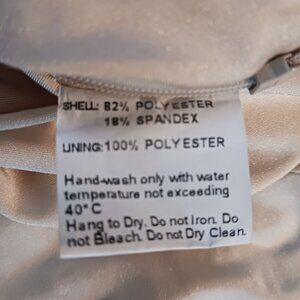 SHELL: 82% POLYESTER
18% SPANDEX
LINING:100% POLYESTER
Hand-wash only with water
temperature not exceeding
40°C
Hang to Dry. Do not Iron. Do
not Bleach. Do not Dry Clean.